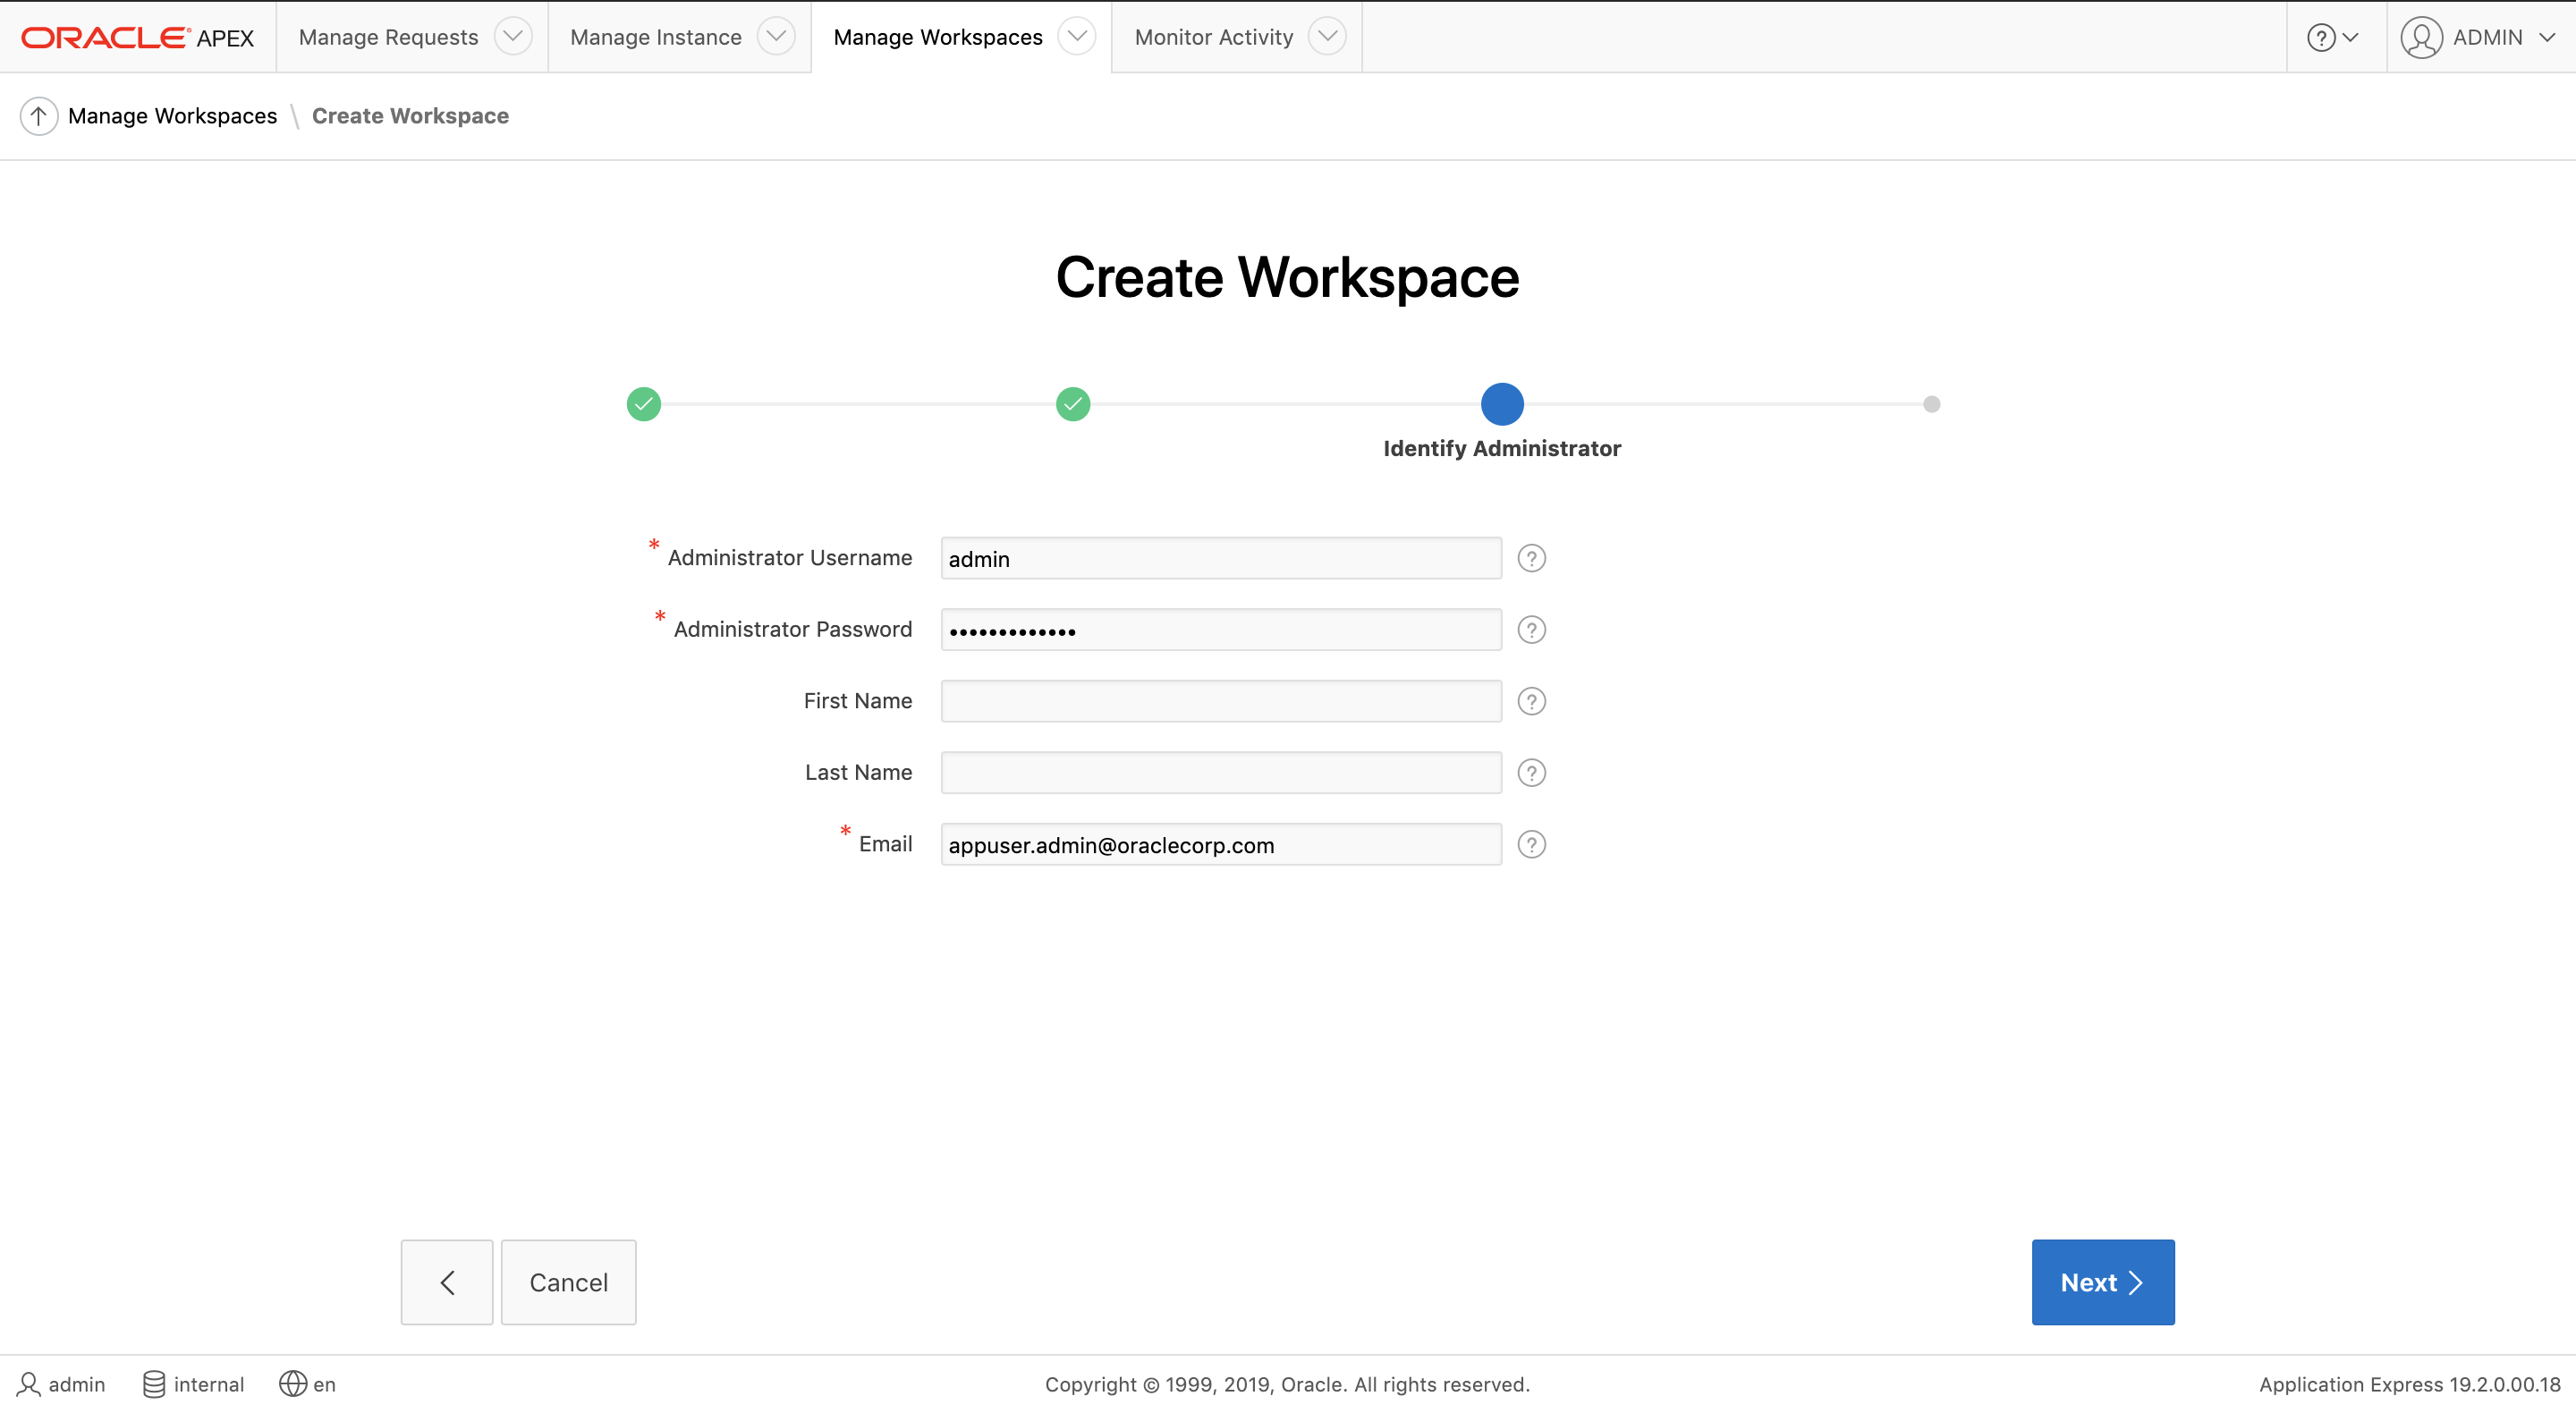 ORACLE APEX
Manage Requests
Manage Instance
Manage Workspaces
Monitor Activity
?
ADMIN
Manage Workspaces \ Create Workspace
Create Workspace
Identify Administrator
* Administrator Username admin ?
* Administrator Password ••••••••••••• ?
First Name ?
Last Name ?
* Email appuser.admin@oraclecorp.com ?
Cancel
Next
admin internal en
Copyright © 1999, 2019, Oracle. All rights reserved.
Application Express 19.2.0.00.18